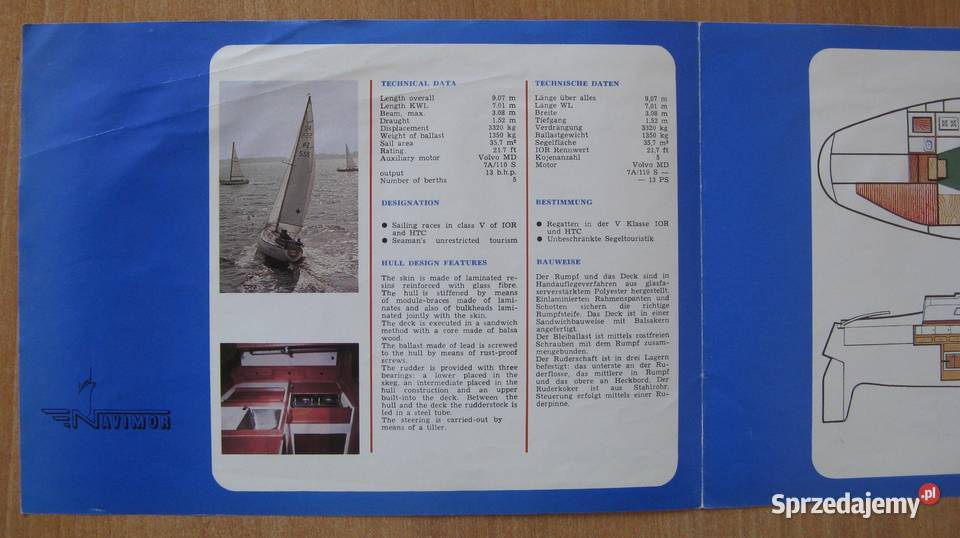 NAVIMOR
TECHNICAL DATA
Length overall 9,07 m
Length KWL 7,01 m
Beam, max. 3,08 m
Draught 1,52 m
Displacement 3320 kg
Weight of ballast 1350 kg
Sail area 35,7 m²
Rating 21,7 ft
Auxiliary motor Volvo MD
7A/110 S
output 13 b.h.p.
Number of berths 5
DESIGNATION
● Sailing races in class V of IOR
and HTC
● Seaman's unrestricted tourism
HULL DESIGN FEATURES
The skin is made of laminated re-
sins reinforced with glass fibre.
The hull is stiffened by means
of module-braces made of lami-
nates and also of bulkheads lami-
nated jointly with the skin.
The deck is executed in a sandwich
method with a core made of balsa
wood.
The ballast made of lead is screwed
to the hull by means of rust-proof
screws.
The rudder is provided with three
bearings: a lower placed in the
skeg, an intermediate placed in the
hull construction and an upper
built-into the deck. Between the
hull and the deck the rudderstock is
led in a steel tube.
The steering is carried-out by
means of a tiller.
TECHNISCHE DATEN
Länge über alles 9,07 m
Länge WL 7,01 m
Breite 3,08 m
Tiefgang 1,52 m
Verdrängung 3320 kg
Ballastgewicht 1350 kg
Segelfläche 35,7 m²
IOR Rennwert 21,7 ft
Kojenanzahl 5
Motor Volvo MD
7A/110 S —
— 13 PS
BESTIMMUNG
● Regatten in der V Klasse IOR
und HTC
● Unbeschränkte Segeltouristik
BAUWEISE
Der Rumpf und das Deck sind in
Handauflegeverfahren aus glasfa-
serverstärktem Polyester hergestellt.
Einlaminierten Rahmenspanten und
Schotten sichern die richtige
Rumpfsteife. Das Deck ist in einer
Sandwichbauweise mit Balsakern
angefertigt.
Der Bleiballast ist mittels rostfreien
Schrauben mit dem Rumpf zusam-
mengebunden.
Der Ruderschaft ist in drei Lagern
befestigt: das unterste an der Ru-
derflosse, das mittlere in Rumpf
und das obere an Heckbord. Der
Ruderkoker ist aus Stahlrohr.
Steuerung erfolgt mittels einer Ru-
derpinne.
Sprzedajemy.pl